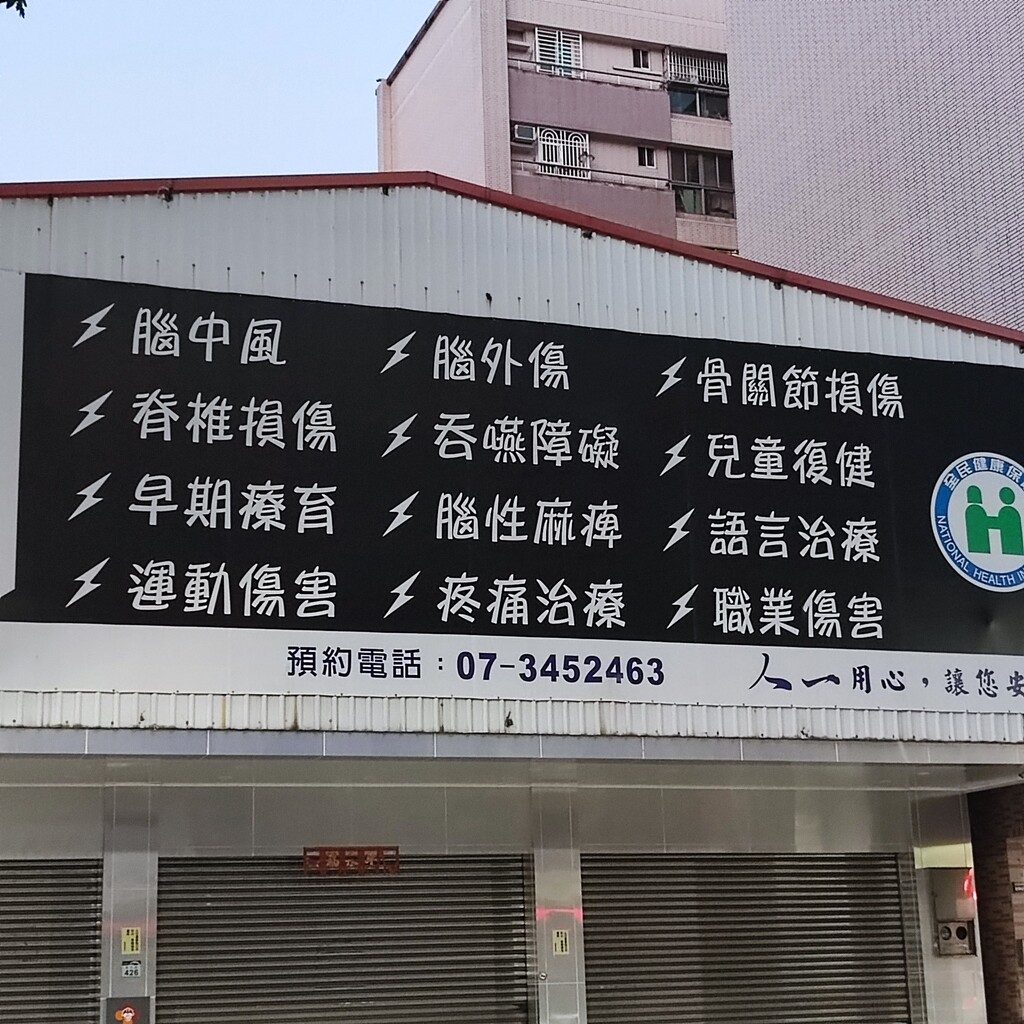 腦中風 腦外傷 骨關節損傷
脊椎損傷 吞嚥障礙 兒童復健
早期療育 腦性麻痺 語言治療
運動傷害 疼痛治療 職業傷害
全民健康保
NATIONAL HEALTH IN
預約電話：07-3452463
人一用心，讓您安
426